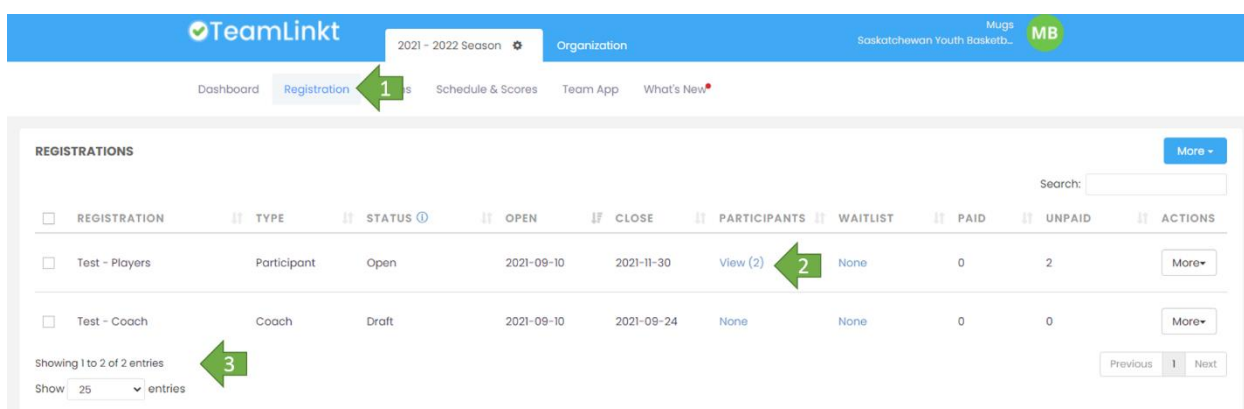 TeamLinkt
2021 - 2022 Season
Organization
Mugs
Saskatchewan Youth Basketb...
MB
Dashboard
Registration
1
Schedule & Scores
Team App
What's New
REGISTRATIONS
More
Search:
REGISTRATION TYPE STATUS OPEN CLOSE PARTICIPANTS WAITLIST PAID UNPAID ACTIONS
Test - Players Participant Open 2021-09-10 2021-11-30 View (2) 2 None 0 2 More
Test - Coach Coach Draft 2021-09-10 2021-09-24 None None 0 0 More
Showing 1 to 2 of 2 entries
3
Previous 1 Next
Show 25 entries